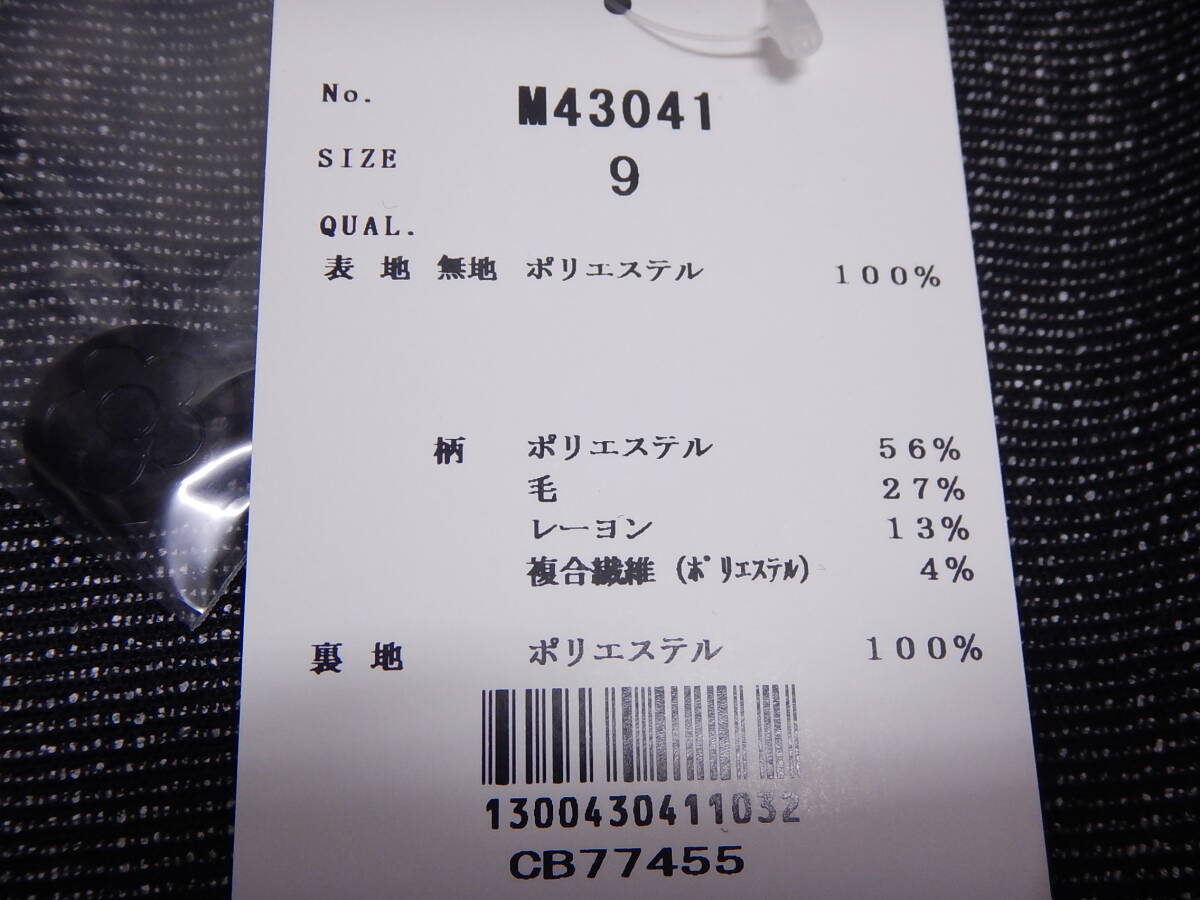 No. M43041
SIZE 9
QUAL.
表 地 無地 ポリエステル 100%
柄 ポリエステル 56%
毛 27%
レーヨン 13%
複合繊維 (ﾎﾟﾘｴｽﾃﾙ) 4%
裏 地 ポリエステル 100%
1300430411032
CB77455